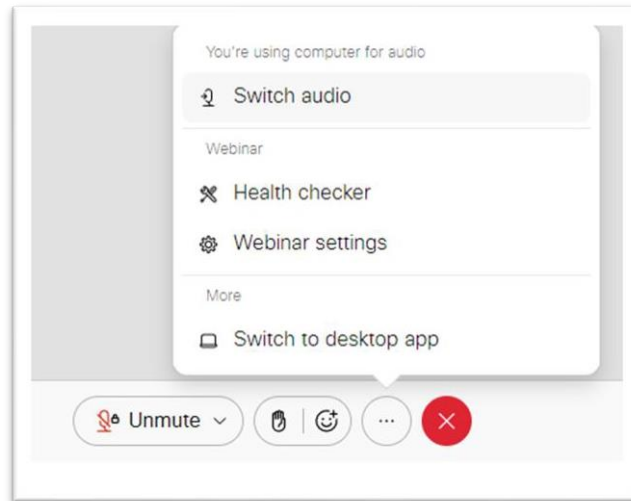 You're using computer for audio
Switch audio
Webinar
Health checker
Webinar settings
More
Switch to desktop app
Unmute